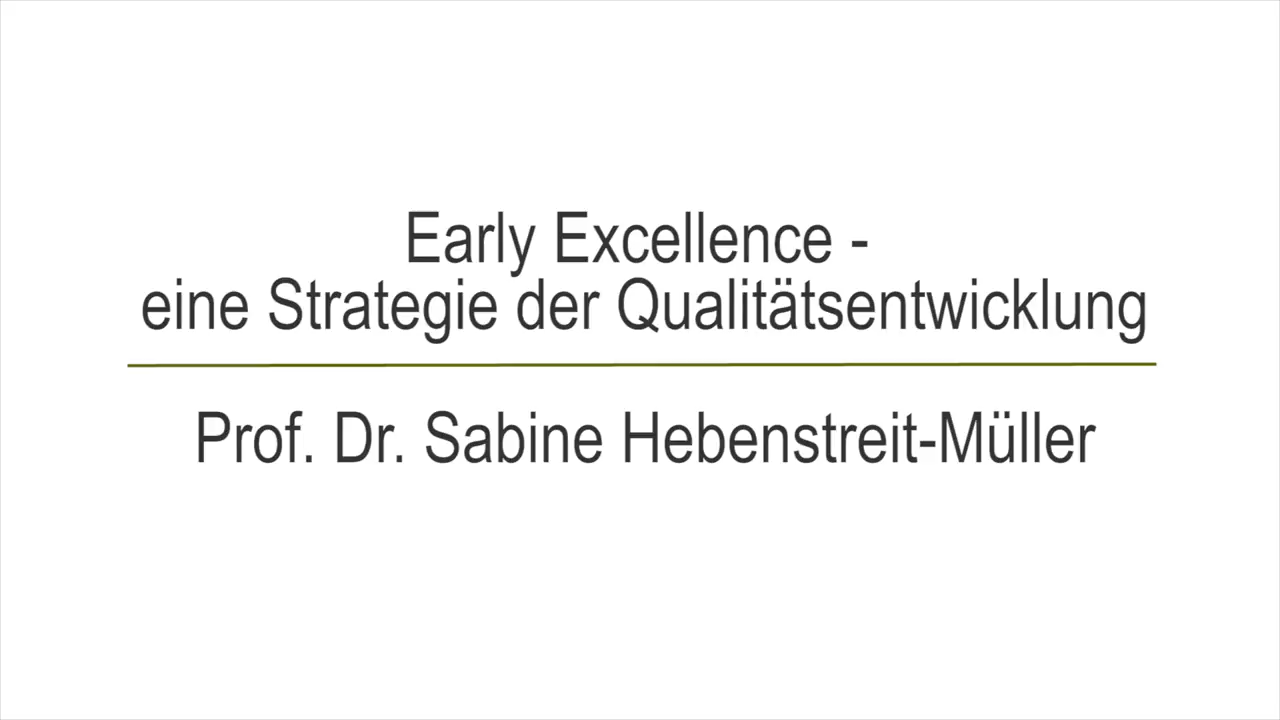 Early Excellence -
eine Strategie der Qualitätsentwicklung
Prof. Dr. Sabine Hebenstreit-Müller